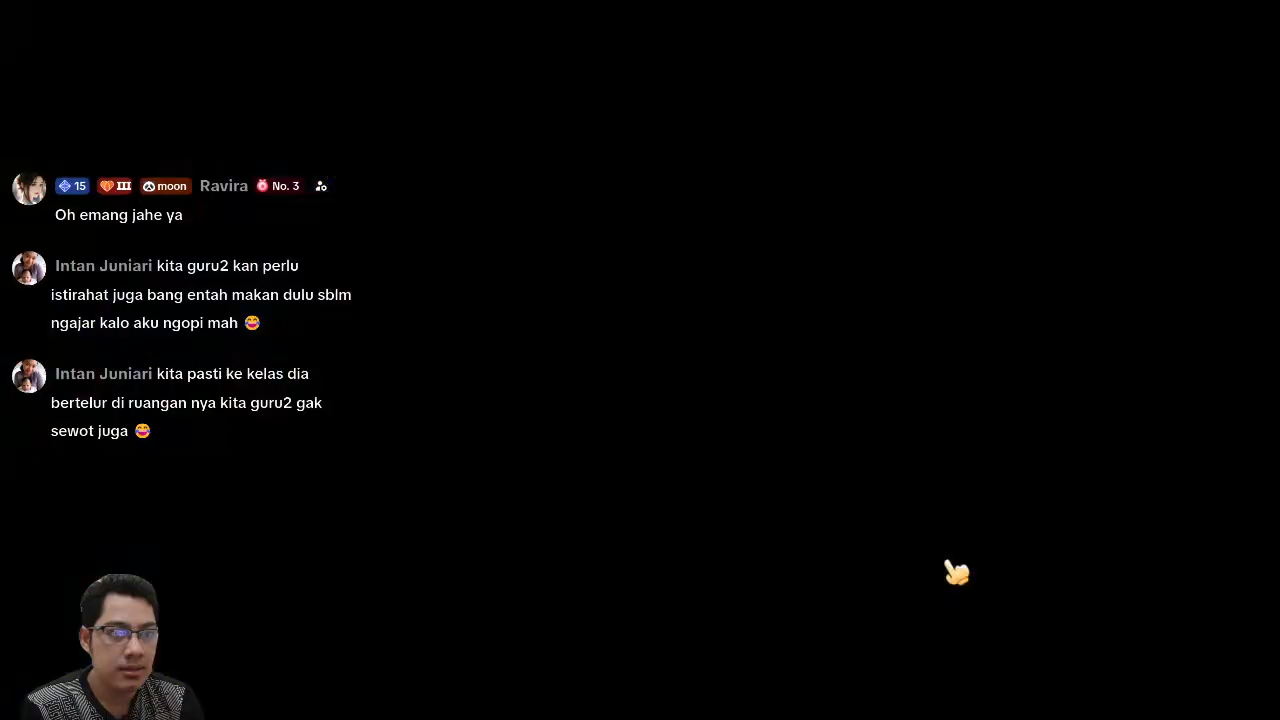 15 III moon Ravira No. 3
Oh emang jahe ya
Intan Juniari kita guru2 kan perlu
istirahat juga bang entah makan dulu sblm
ngajar kalo aku ngopi mah 😂
Intan Juniari kita pasti ke kelas dia
bertelur di ruangan nya kita guru2 gak
sewot juga 😂